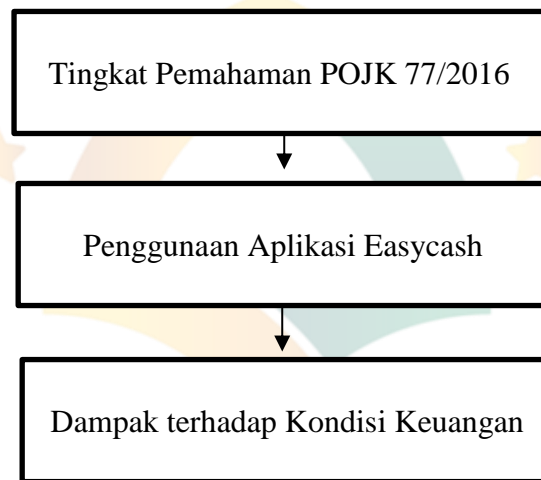 Tingkat Pemahaman POJK 77/2016
Penggunaan Aplikasi Easycash
Dampak terhadap Kondisi Keuangan